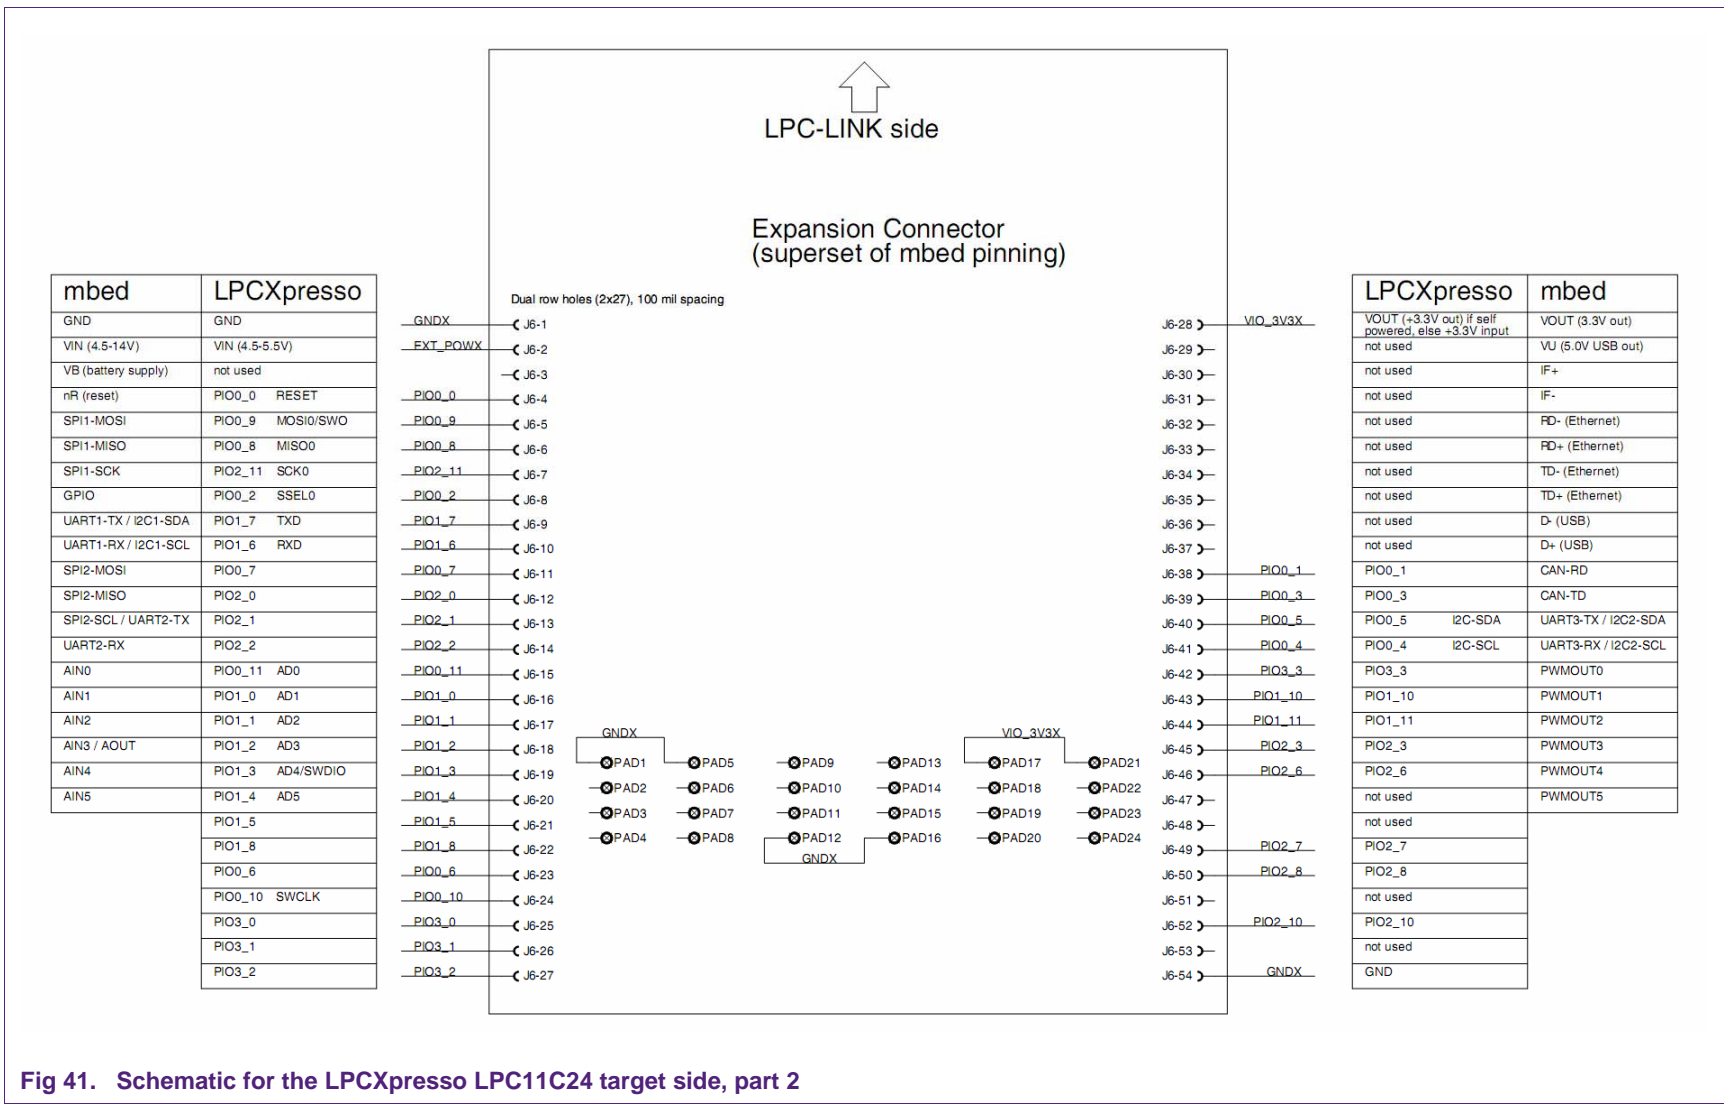 LPC-LINK side
Expansion Connector
(superset of mbed pinning)
Dual row holes (2x27), 100 mil spacing
mbed LPCXpresso
GND GND GNDX J6-1
VIN (4.5-14V) VIN (4.5-5.5V) EXT_POWX J6-2
VB (battery supply) not used J6-3
nR (reset) PIO0_0 RESET PIO0_0 J6-4
SPI1-MOSI PIO0_9 MOSI0/SWO PIO0_9 J6-5
SPI1-MISO PIO0_8 MISO0 PIO0_8 J6-6
SPI1-SCK PIO2_11 SCK0 PIO2_11 J6-7
GPIO PIO0_2 SSEL0 PIO0_2 J6-8
UART1-TX / I2C1-SDA PIO1_7 TXD PIO1_7 J6-9
UART1-RX / I2C1-SCL PIO1_6 RXD PIO1_6 J6-10
SPI2-MOSI PIO0_7 PIO0_7 J6-11
SPI2-MISO PIO2_0 PIO2_0 J6-12
SPI2-SCL / UART2-TX PIO2_1 PIO2_1 J6-13
UART2-RX PIO2_2 PIO2_2 J6-14
AIN0 PIO0_11 AD0 PIO0_11 J6-15
AIN1 PIO1_0 AD1 PIO1_0 J6-16
AIN2 PIO1_1 AD2 PIO1_1 J6-17
AIN3 / AOUT PIO1_2 AD3 PIO1_2 J6-18
AIN4 PIO1_3 AD4/SWDIO PIO1_3 J6-19
AIN5 PIO1_4 AD5 PIO1_4 J6-20
PIO1_5 PIO1_5 J6-21
PIO1_8 PIO1_8 J6-22
PIO0_6 PIO0_6 J6-23
PIO0_10 SWCLK PIO0_10 J6-24
PIO3_0 PIO3_0 J6-25
PIO3_1 PIO3_1 J6-26
PIO3_2 PIO3_2 J6-27
GNDX VIO_3V3X
PAD1 PAD5 PAD9 PAD13 PAD17 PAD21
PAD2 PAD6 PAD10 PAD14 PAD18 PAD22
PAD3 PAD7 PAD11 PAD15 PAD19 PAD23
PAD4 PAD8 PAD12 PAD16 PAD20 PAD24
GNDX
LPCXpresso mbed
J6-28 VIO_3V3X VOUT (+3.3V out) if self
powered, else +3.3V input VOUT (3.3V out)
J6-29 not used VU (5.0V USB out)
J6-30 not used IF+
J6-31 not used IF-
J6-32 not used RD- (Ethernet)
J6-33 not used RD+ (Ethernet)
J6-34 not used TD- (Ethernet)
J6-35 not used TD+ (Ethernet)
J6-36 not used D- (USB)
J6-37 not used D+ (USB)
J6-38 PIO0_1 PIO0_1 CAN-RD
J6-39 PIO0_3 PIO0_3 CAN-TD
J6-40 PIO0_5 PIO0_5 I2C-SDA UART3-TX / I2C2-SDA
J6-41 PIO0_4 PIO0_4 I2C-SCL UART3-RX / I2C2-SCL
J6-42 PIO3_3 PIO3_3 PWMOUT0
J6-43 PIO1_10 PIO1_10 PWMOUT1
J6-44 PIO1_11 PIO1_11 PWMOUT2
J6-45 PIO2_3 PIO2_3 PWMOUT3
J6-46 PIO2_6 PIO2_6 PWMOUT4
J6-47 not used PWMOUT5
J6-48 not used
J6-49 PIO2_7 PIO2_7
J6-50 PIO2_8 PIO2_8
J6-51 not used
J6-52 PIO2_10 PIO2_10
J6-53 not used
J6-54 GNDX GND
Fig 41. Schematic for the LPCXpresso LPC11C24 target side, part 2